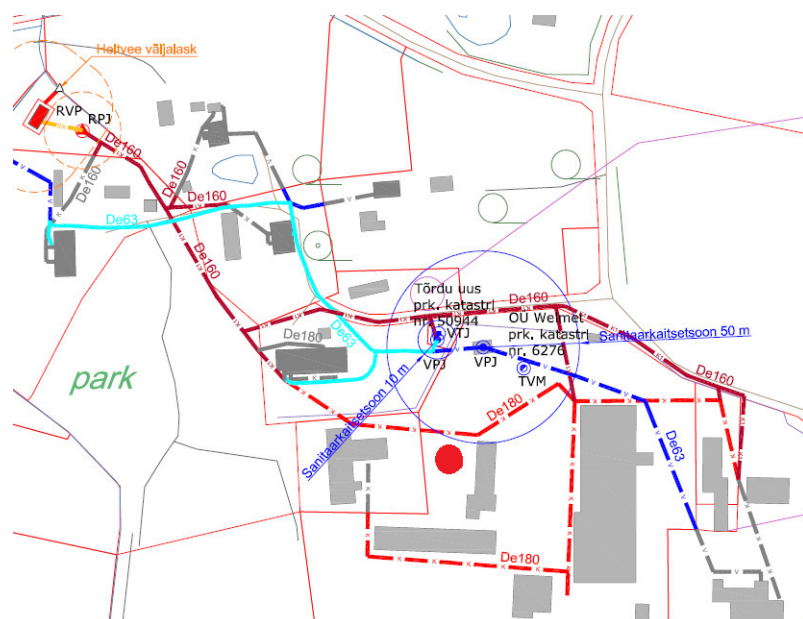 Heitvee väljalask
RVP
RPJ
De160
De160
De160
De160
De63
De160
Tõrdu uus
prk. katastri
nr. 50944
De160
OÜ Weimet
prk. katastri
nr. 6276
Sanitaarkaitsetsoon 50 m
VTJ
VPJ
VPJ
TVM
De180
De63
De160
park
Sanitaarkaitsetsoon 10 m
De180
De63
De180